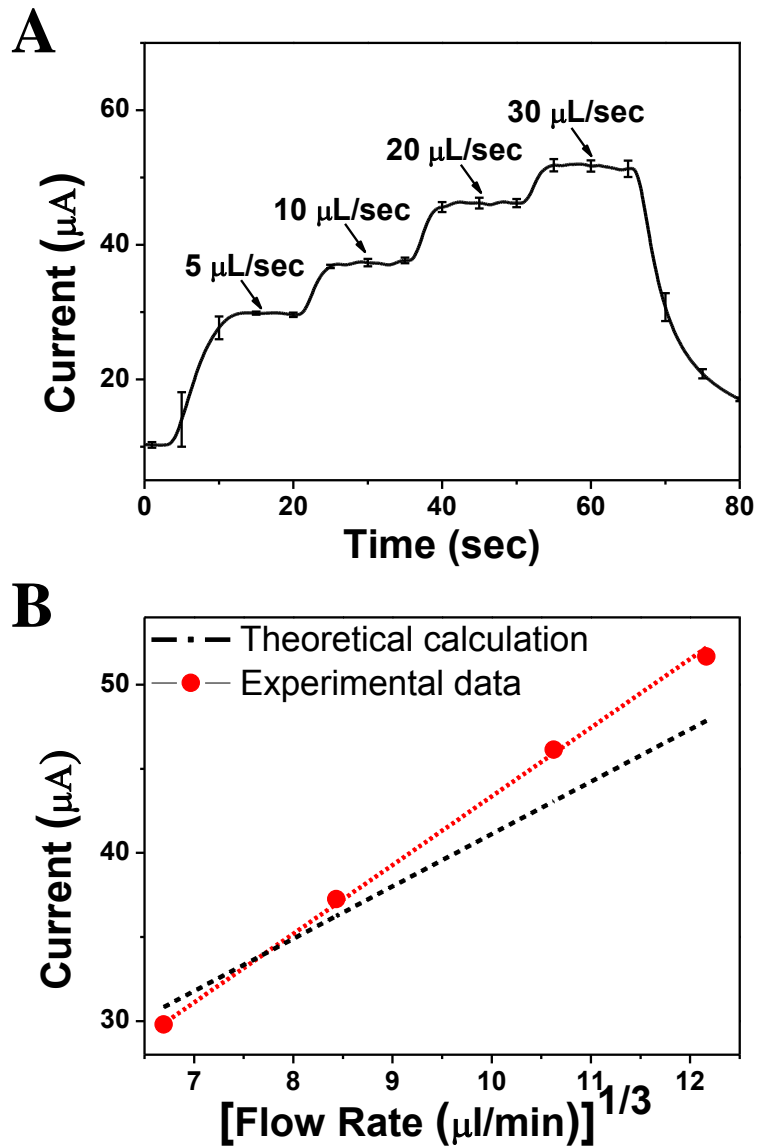 A
60
40
20
Current (μA)
30 μL/sec
20 μL/sec
10 μL/sec
5 μL/sec
0 20 40 60 80
Time (sec)
B
Theoretical calculation
Experimental data
50
40
30
Current (μA)
7 8 9 10 11 12
[Flow Rate (μl/min)]1/3